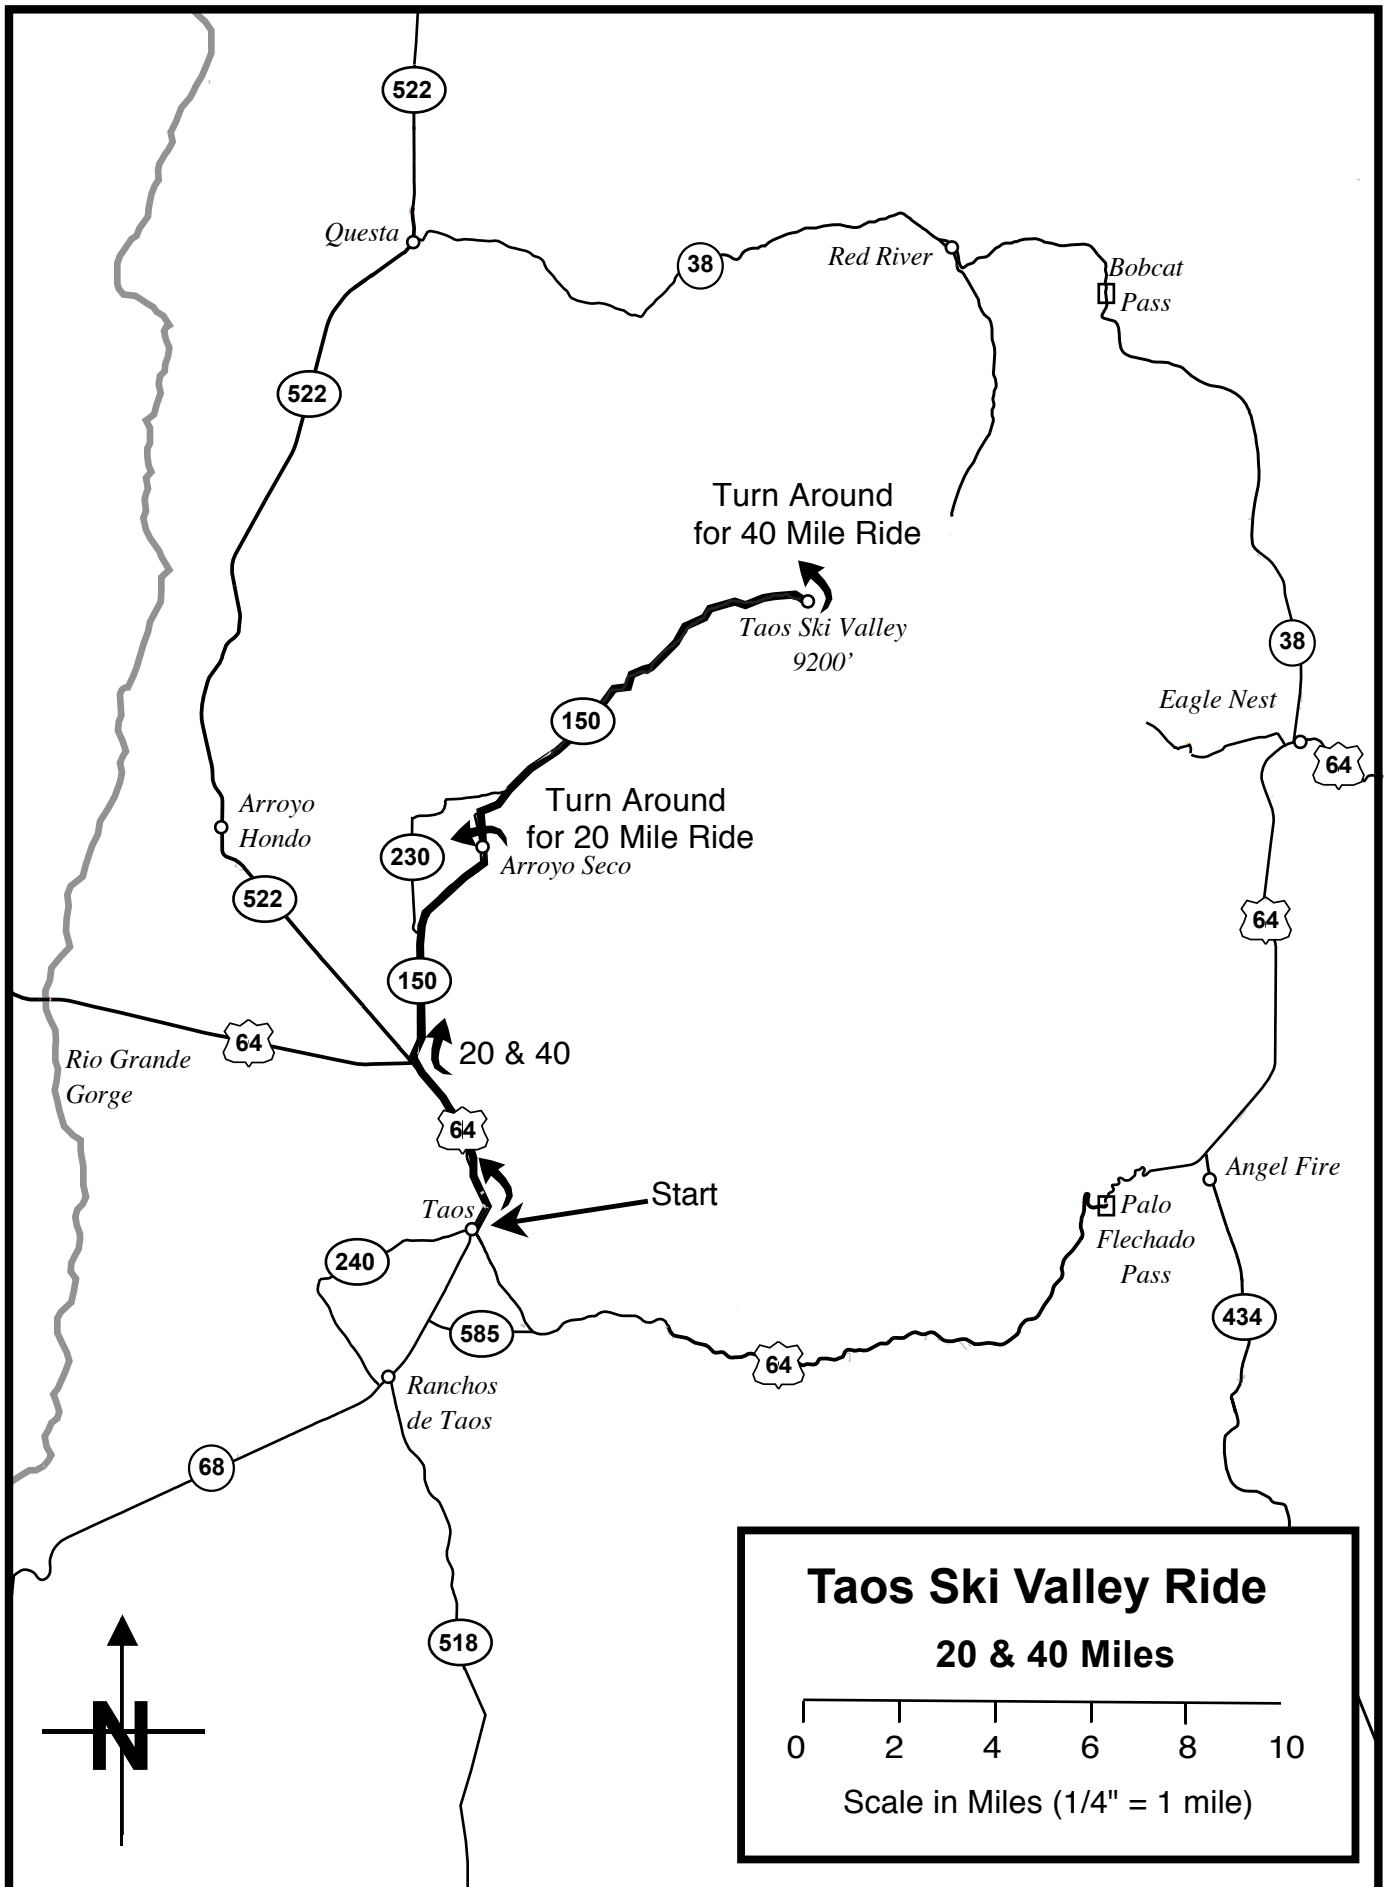 522
Questa
38
Red River
Bobcat
Pass
522
Turn Around
for 40 Mile Ride
Taos Ski Valley
9200’
38
Eagle Nest
64
150
Arroyo
Hondo
Turn Around
for 20 Mile Ride
230
Arroyo Seco
522
64
150
64
20 & 40
Rio Grande
Gorge
64
Angel Fire
Start
Taos
Palo
Flechado
Pass
240
585
434
64
Ranchos
de Taos
68
518
N
Taos Ski Valley Ride
20 & 40 Miles
0 2 4 6 8 10
Scale in Miles (1/4" = 1 mile)